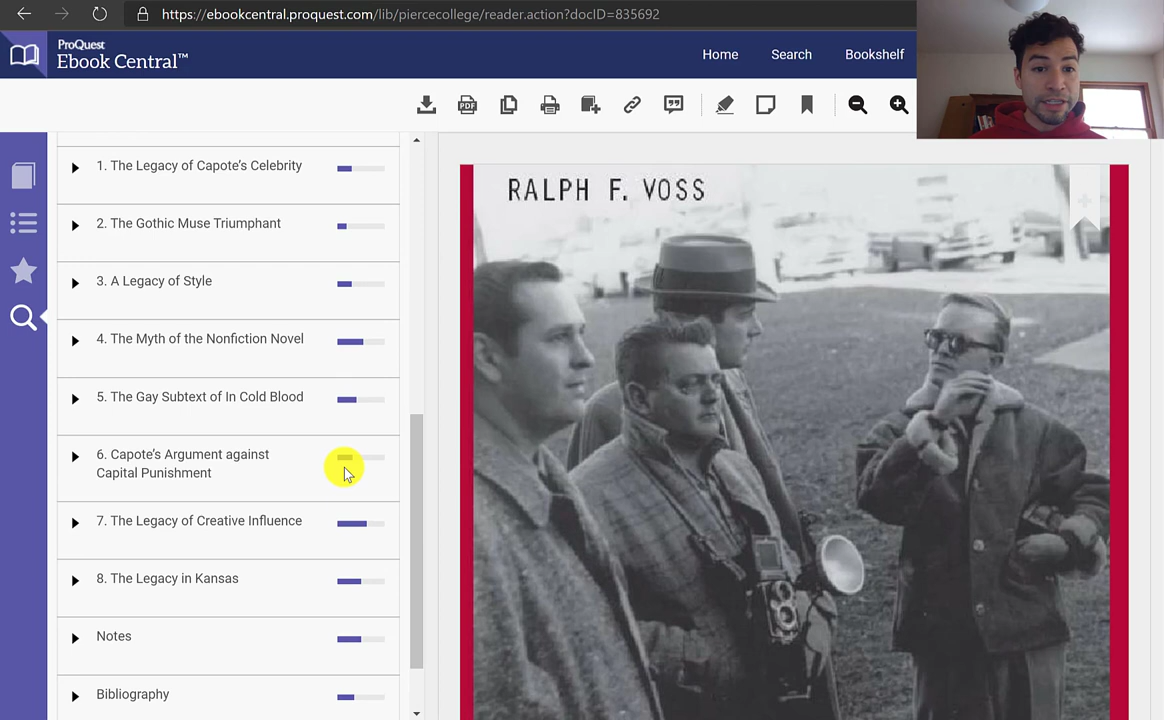 https://ebookcentral.proquest.com/lib/piercecollege/reader.action?docID=835692
ProQuest
Ebook Central™
Home
Search
Bookshelf
PDF
1. The Legacy of Capote's Celebrity
2. The Gothic Muse Triumphant
3. A Legacy of Style
4. The Myth of the Nonfiction Novel
5. The Gay Subtext of In Cold Blood
6. Capote's Argument against
Capital Punishment
7. The Legacy of Creative Influence
8. The Legacy in Kansas
Notes
Bibliography
RALPH F. VOSS